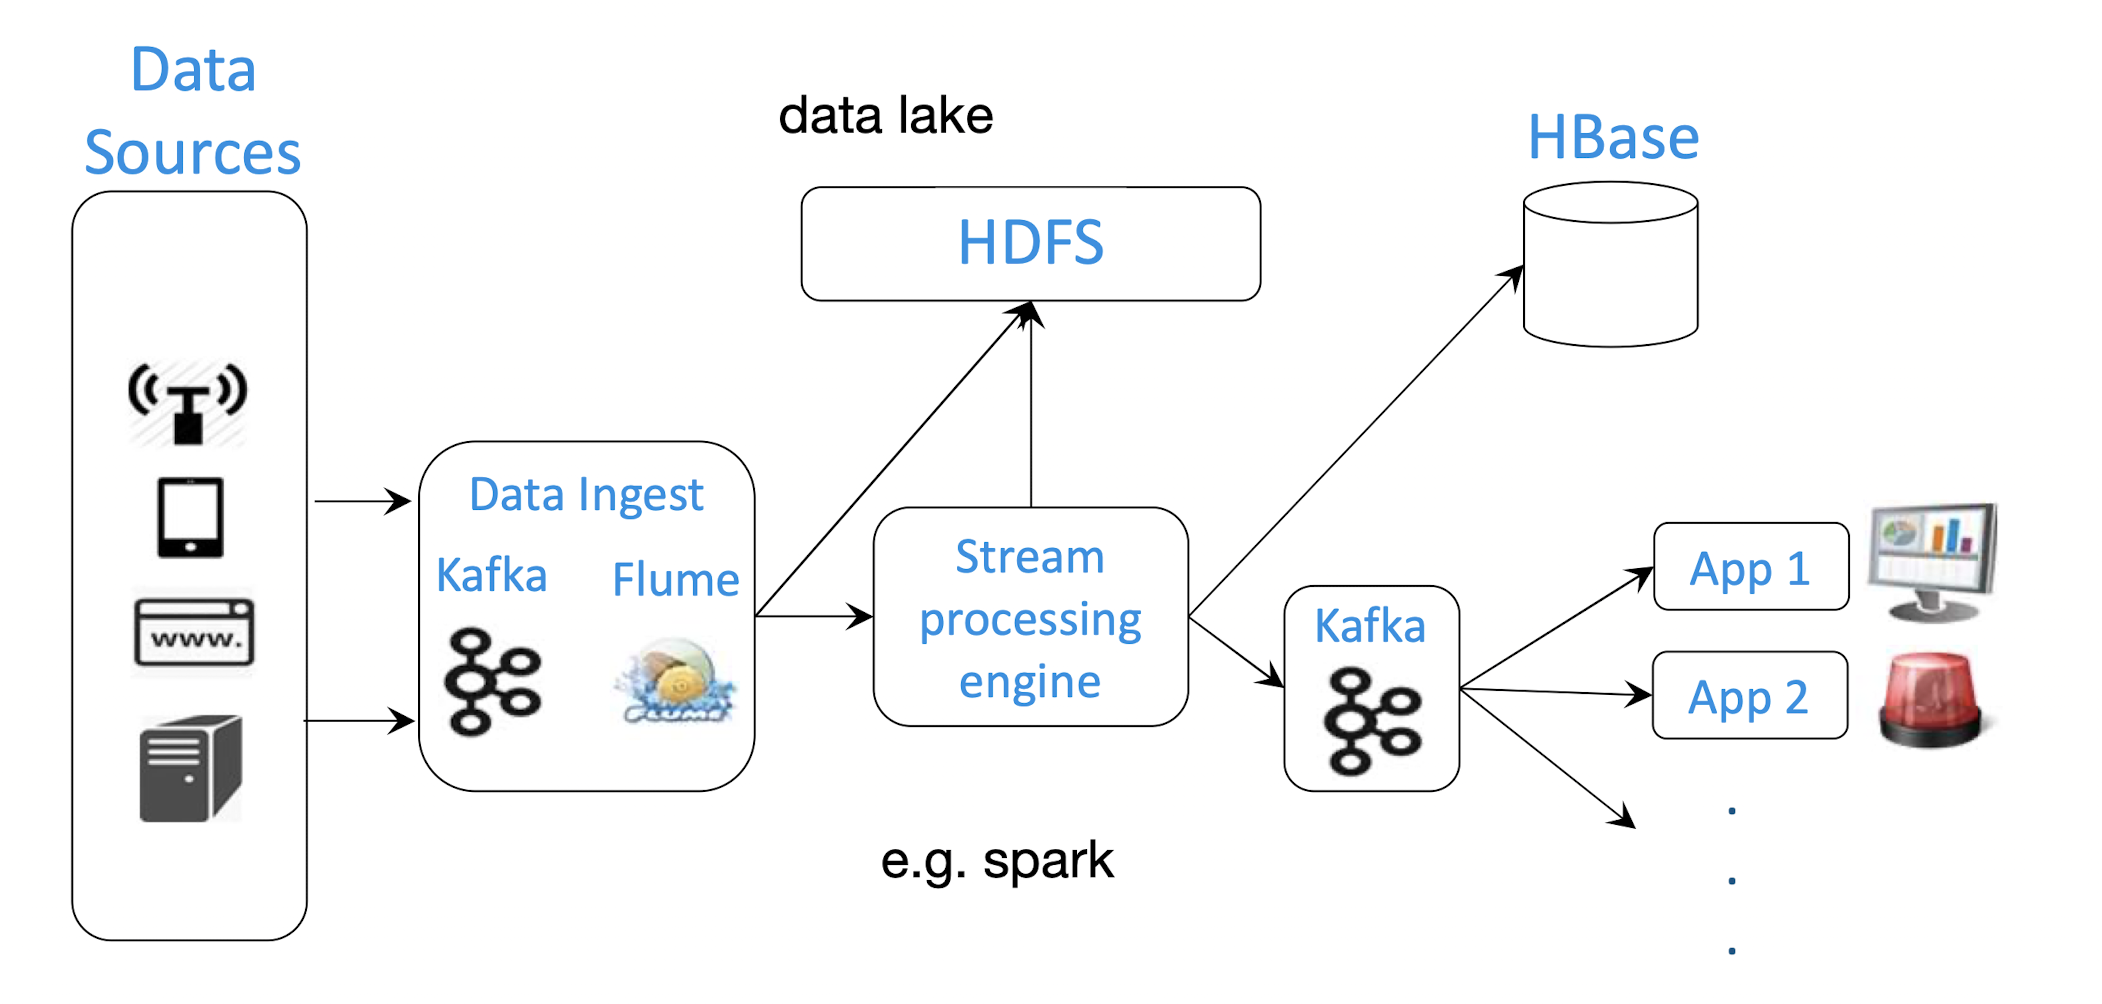 Data
Sources
data lake
HBase
HDFS
Data Ingest
Kafka
Flume
FLUME
www.
Stream
processing
engine
Kafka
App 1
App 2
e.g. spark
.
.
.